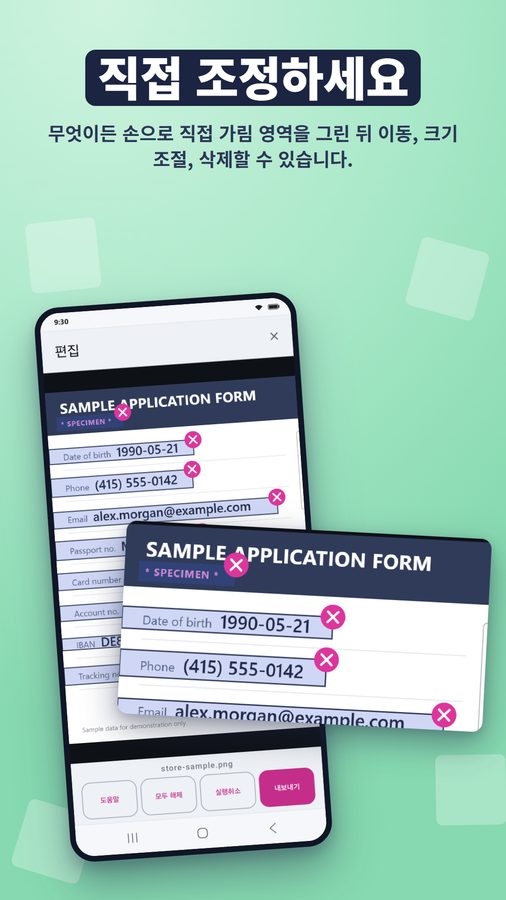 직접 조정하세요
무엇이든 손으로 직접 가림 영역을 그린 뒤 이동, 크기
조절, 삭제할 수 있습니다.
9:30
편집
SAMPLE APPLICATION FORM
* SPECIMEN *
Date of birth 1990-05-21
Phone (415) 555-0142
Email alex.morgan@example.com
Passport no.
Card number
Account no.
IBAN DE8
Tracking
Sample data for demonstration only.
store-sample.png
도움말
모두 해제
실행취소
내보내기
SAMPLE APPLICATION FORM
* SPECIMEN *
Date of birth 1990-05-21
Phone (415) 555-0142
Email alex.morgan@example.com